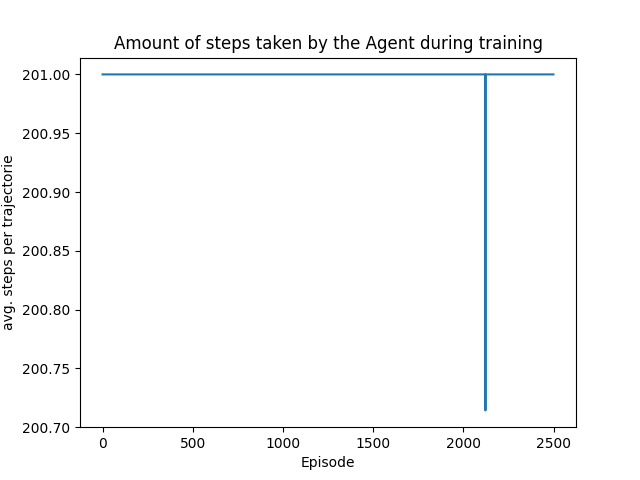 Amount of steps taken by the Agent during training
avg. steps per trajectorie
201.00
200.95
200.90
200.85
200.80
200.75
200.70
0 500 1000 1500 2000 2500
Episode